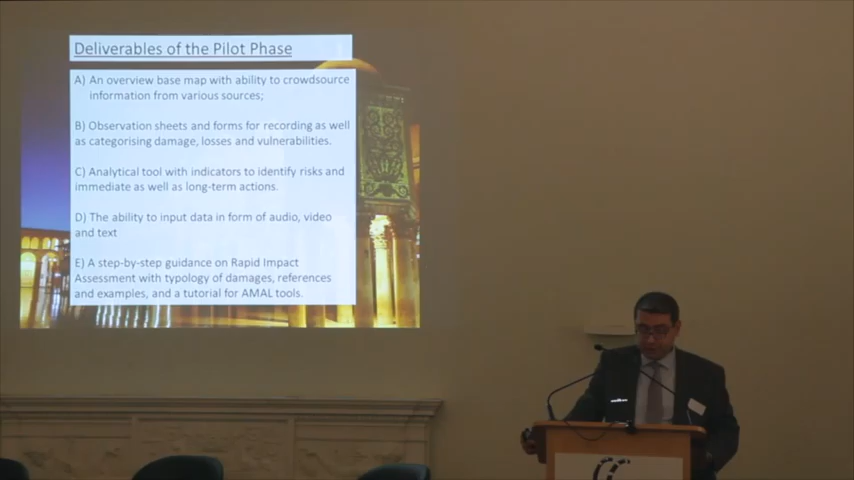 Deliverables of the Pilot Phase
A) An overview base map with ability to crowdsource
information from various sources;
B) Observation sheets and forms for recording as well
as categorising damage, losses and vulnerabilities.
C) Analytical tool with indicators to identify risks and
immediate as well as long-term actions.
D) The ability to input data in form of audio, video
and text
E) A step-by-step guidance on Rapid Impact
Assessment with typology of damages, references
and examples, and a tutorial for AMAL tools.